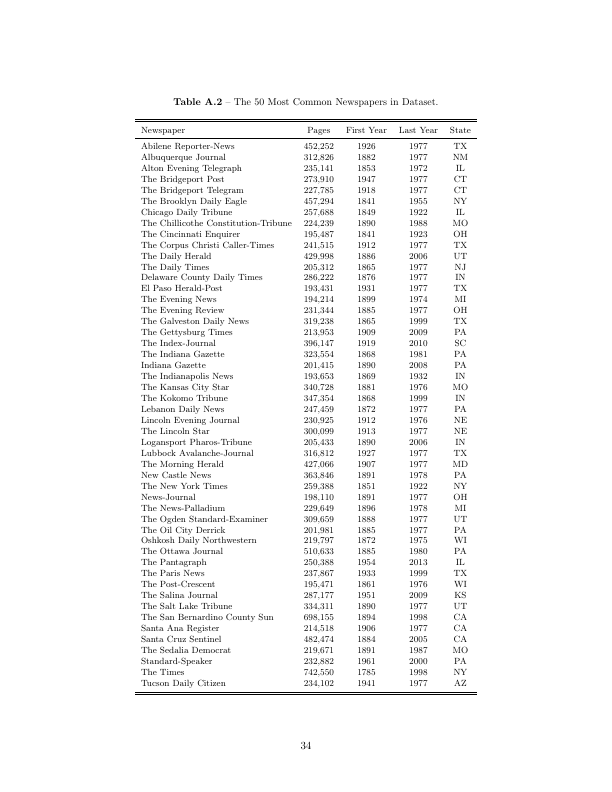 Table A.2 – The 50 Most Common Newspapers in Dataset.
Newspaper Pages First Year Last Year State
Abilene Reporter-News 452,252 1926 1977 TX
Albuquerque Journal 312,826 1882 1977 NM
Alton Evening Telegraph 235,141 1853 1972 IL
The Bridgeport Post 273,910 1947 1977 CT
The Bridgeport Telegram 227,785 1918 1977 CT
The Brooklyn Daily Eagle 457,294 1841 1955 NY
Chicago Daily Tribune 257,688 1849 1922 IL
The Chillicothe Constitution-Tribune 224,239 1890 1988 MO
The Cincinnati Enquirer 195,487 1841 1923 OH
The Corpus Christi Caller-Times 241,515 1912 1977 TX
The Daily Herald 429,998 1886 2006 UT
The Daily Times 205,312 1865 1977 NJ
Delaware County Daily Times 286,222 1876 1977 IN
El Paso Herald-Post 193,431 1931 1977 TX
The Evening News 194,214 1899 1974 MI
The Evening Review 231,344 1885 1977 OH
The Galveston Daily News 319,238 1865 1999 TX
The Gettysburg Times 213,953 1909 2009 PA
The Index-Journal 396,147 1919 2010 SC
The Indiana Gazette 323,554 1868 1981 PA
Indiana Gazette 201,415 1890 2008 PA
The Indianapolis News 193,653 1869 1932 IN
The Kansas City Star 340,728 1881 1976 MO
The Kokomo Tribune 347,354 1868 1999 IN
Lebanon Daily News 247,459 1872 1977 PA
Lincoln Evening Journal 230,925 1912 1976 NE
The Lincoln Star 300,099 1913 1977 NE
Logansport Pharos-Tribune 205,433 1890 2006 IN
Lubbock Avalanche-Journal 316,812 1927 1977 TX
The Morning Herald 427,066 1907 1977 MD
New Castle News 363,846 1891 1978 PA
The New York Times 259,388 1851 1922 NY
News-Journal 198,110 1891 1977 OH
The News-Palladium 229,649 1896 1978 MI
The Ogden Standard-Examiner 309,659 1888 1977 UT
The Oil City Derrick 201,981 1885 1977 PA
Oshkosh Daily Northwestern 219,797 1872 1975 WI
The Ottawa Journal 510,633 1885 1980 PA
The Pantagraph 250,388 1954 2013 IL
The Paris News 237,867 1933 1999 TX
The Post-Crescent 195,471 1861 1976 WI
The Salina Journal 287,177 1951 2009 KS
The Salt Lake Tribune 334,311 1890 1977 UT
The San Bernardino County Sun 698,155 1894 1998 CA
Santa Ana Register 214,518 1906 1977 CA
Santa Cruz Sentinel 482,474 1884 2005 CA
The Sedalia Democrat 219,671 1891 1987 MO
Standard-Speaker 232,882 1961 2000 PA
The Times 742,550 1785 1998 NY
Tucson Daily Citizen 234,102 1941 1977 AZ
34